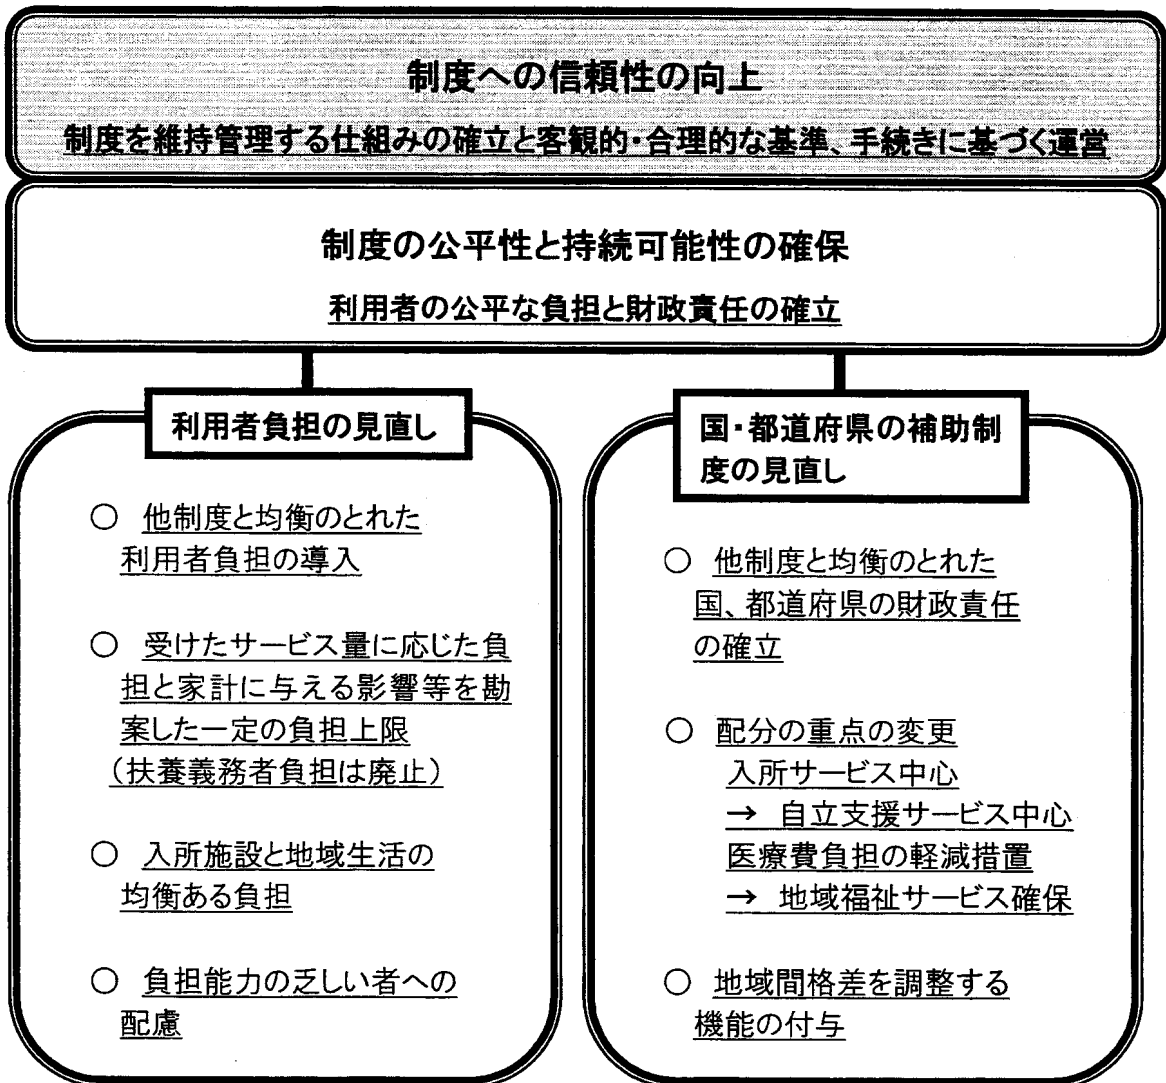 制度への信頼性の向上
制度を維持管理する仕組みの確立と客観的・合理的な基準、手続きに基づく運営
制度の公平性と持続可能性の確保
利用者の公平な負担と財政責任の確立
利用者負担の見直し
○ 他制度と均衡のとれた
利用者負担の導入
○ 受けたサービス量に応じた負
担と家計に与える影響等を勘
案した一定の負担上限
(扶養義務者負担は廃止)
○ 入所施設と地域生活の
均衡ある負担
○ 負担能力の乏しい者への
配慮
国・都道府県の補助制
度の見直し
○ 他制度と均衡のとれた
国、都道府県の財政責任
の確立
○ 配分の重点の変更
入所サービス中心
→ 自立支援サービス中心
医療費負担の軽減措置
→ 地域福祉サービス確保
○ 地域間格差を調整する
機能の付与